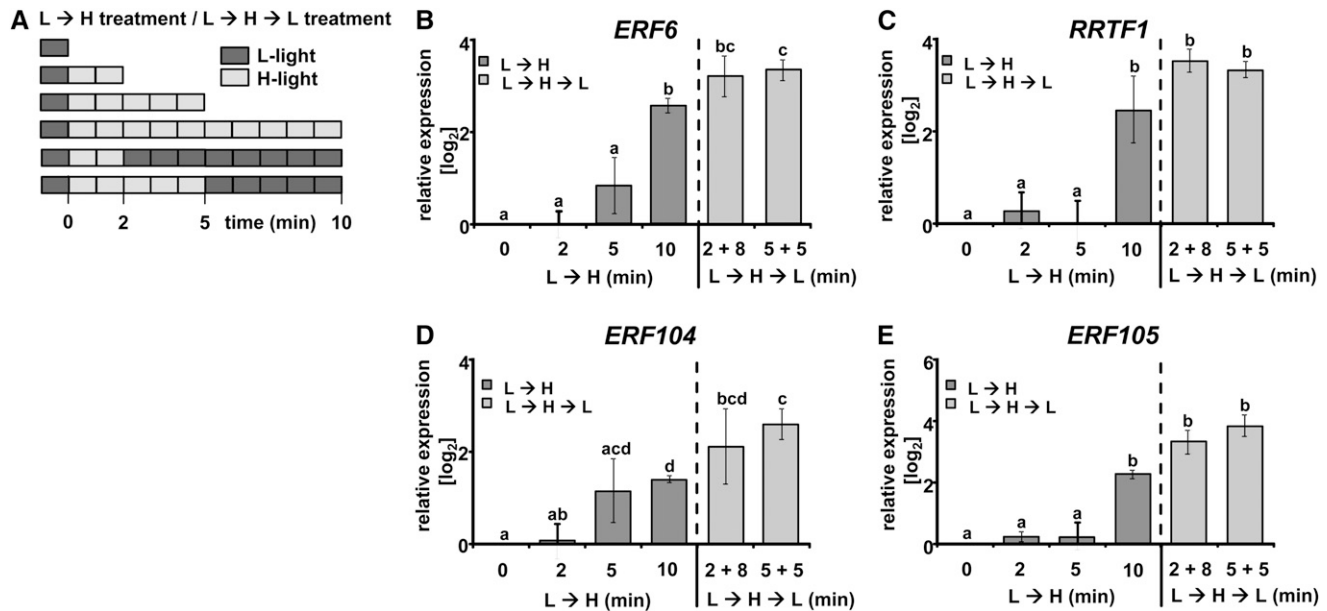 A
L → H treatment / L → H → L treatment
L-light
H-light
0 2 5 time (min) 10
B
ERF6
relative expression
[log2]
4
2
0
L → H
L → H → L
a a a b bc c
0 2 5 10 2 + 8 5 + 5
L → H (min) L → H → L (min)
C
RRTF1
relative expression
[log2]
4
2
0
L → H
L → H → L
a a a b b b
0 2 5 10 2 + 8 5 + 5
L → H (min) L → H → L (min)
D
ERF104
relative expression
[log2]
4
2
0
L → H
L → H → L
a ab acd d bcd c
0 2 5 10 2 + 8 5 + 5
L → H (min) L → H → L (min)
E
ERF105
relative expression
[log2]
6
4
2
0
L → H
L → H → L
a a a b b b
0 2 5 10 2 + 8 5 + 5
L → H (min) L → H → L (min)